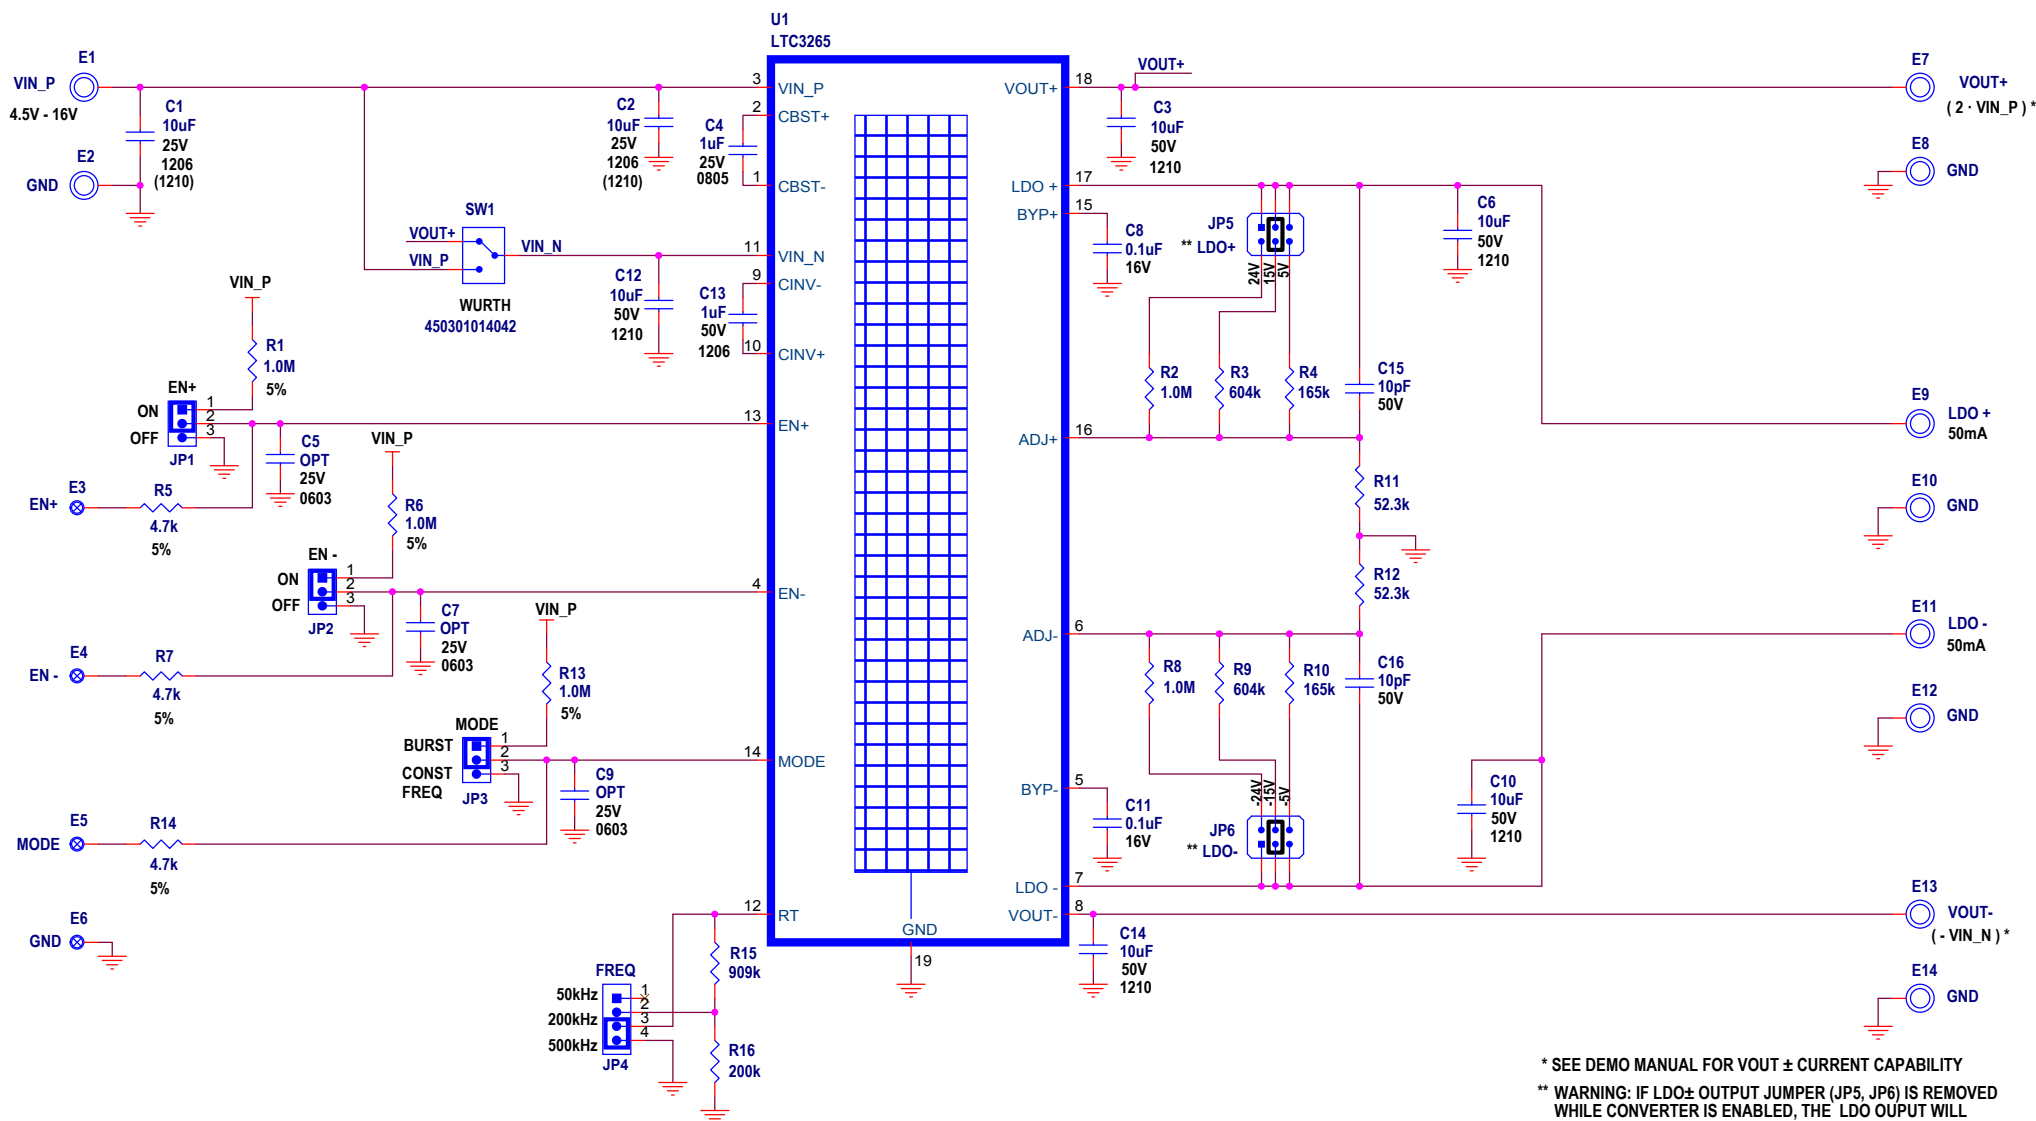 U1
LTC3265
E1
VIN_P
4.5V - 16V
C1
10uF
25V
1206
(1210)
E2
GND
C2
10uF
25V
1206
(1210)
C4
1uF
25V
0805
3
VIN_P
2
CBST+
1
CBST-
SW1
VOUT+
VIN_P
VIN_N
WURTH
450301014042
C12
10uF
50V
1210
C13
1uF
50V
1206
11
VIN_N
9
CINV-
10
CINV+
VIN_P
R1
1.0M
5%
EN+
ON
OFF
1
2
3
JP1
C5
OPT
25V
0603
13
EN+
E3
EN+
R5
4.7k
5%
VIN_P
R6
1.0M
5%
EN -
ON
OFF
1
2
3
JP2
C7
OPT
25V
0603
4
EN-
E4
EN -
R7
4.7k
5%
VIN_P
R13
1.0M
5%
MODE
BURST
CONST
FREQ
1
2
3
JP3
C9
OPT
25V
0603
14
MODE
E5
MODE
R14
4.7k
5%
E6
GND
12
RT
R15
909k
FREQ
50kHz
200kHz
500kHz
1
2
3
4
JP4
R16
200k
GND
19
VOUT+
18
VOUT+
C3
10uF
50V
1210
E7
VOUT+
( 2 · VIN_P ) *
E8
GND
LDO +
17
BYP+
15
C8
0.1uF
16V
JP5
** LDO+
24V
15V
5V
C6
10uF
50V
1210
R2
1.0M
R3
604k
R4
165k
C15
10pF
50V
E9
LDO +
50mA
ADJ+
16
R11
52.3k
E10
GND
R12
52.3k
E11
LDO -
50mA
ADJ-
6
R8
1.0M
R9
604k
R10
165k
C16
10pF
50V
E12
GND
BYP-
5
C11
0.1uF
16V
-24V
-15V
-5V
JP6
** LDO-
C10
10uF
50V
1210
LDO -
7
VOUT-
8
C14
10uF
50V
1210
E13
VOUT-
( - VIN_N ) *
E14
GND
* SEE DEMO MANUAL FOR VOUT ± CURRENT CAPABILITY
** WARNING: IF LDO± OUTPUT JUMPER (JP5, JP6) IS REMOVED
WHILE CONVERTER IS ENABLED, THE LDO OUPUT WILL